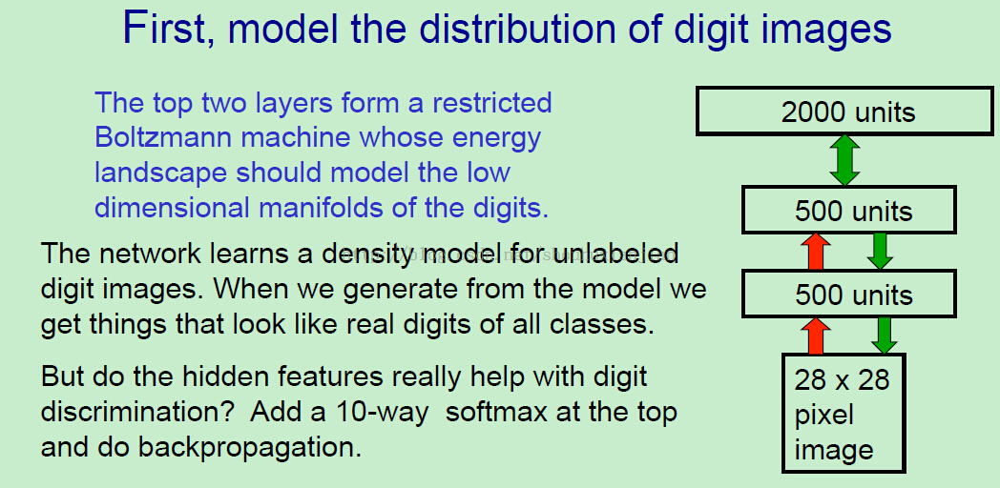 First, model the distribution of digit images
The top two layers form a restricted
Boltzmann machine whose energy
landscape should model the low
dimensional manifolds of the digits.
The network learns a density model for unlabeled
digit images. When we generate from the model we
get things that look like real digits of all classes.
But do the hidden features really help with digit
discrimination?  Add a 10-way  softmax at the top
and do backpropagation.
2000 units
500 units
500 units
28 x 28
pixel
image